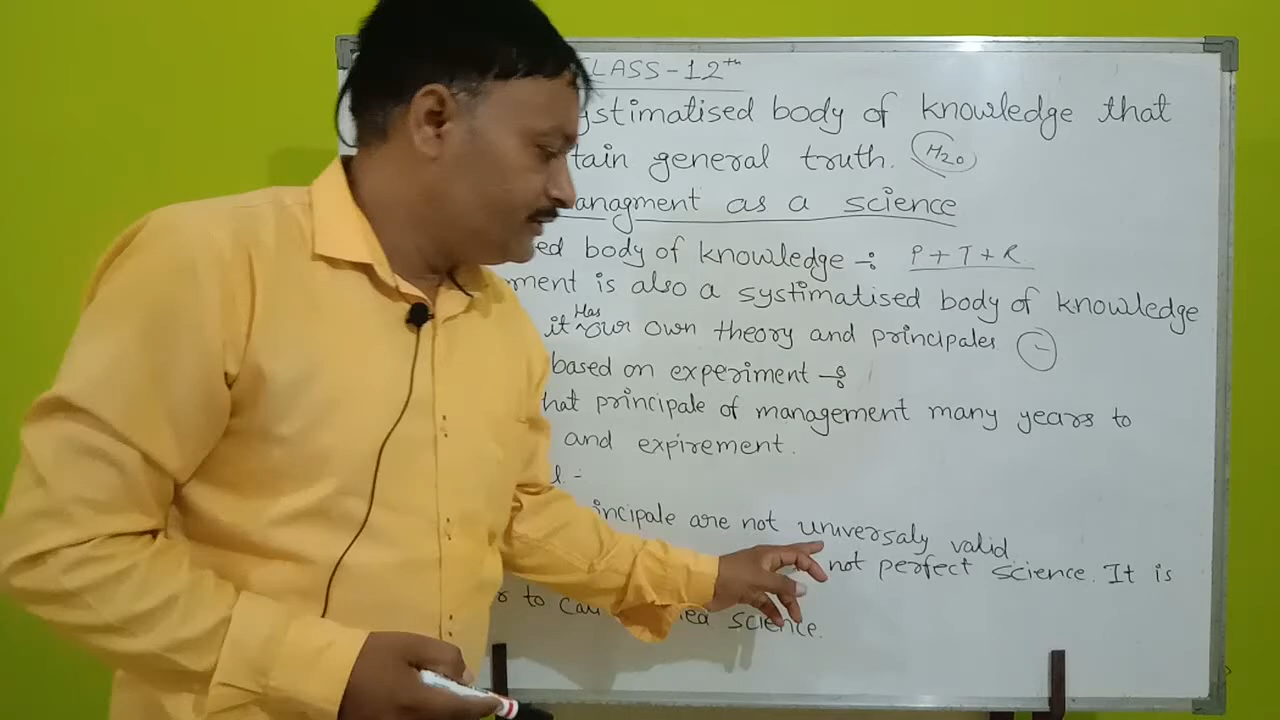 CLASS-12th
ystimatised body of knowledge that
tain general truth. H2O
anagment as a science
ed body of knowledge -: P+T+R
ment is also a systimatised body of knowledge
it Has our own theory and principales
based on experiment -:
hat principale of management many years to
and expirement.
l. -
incipale are not universaly valid
not perfect science. It is
to science.